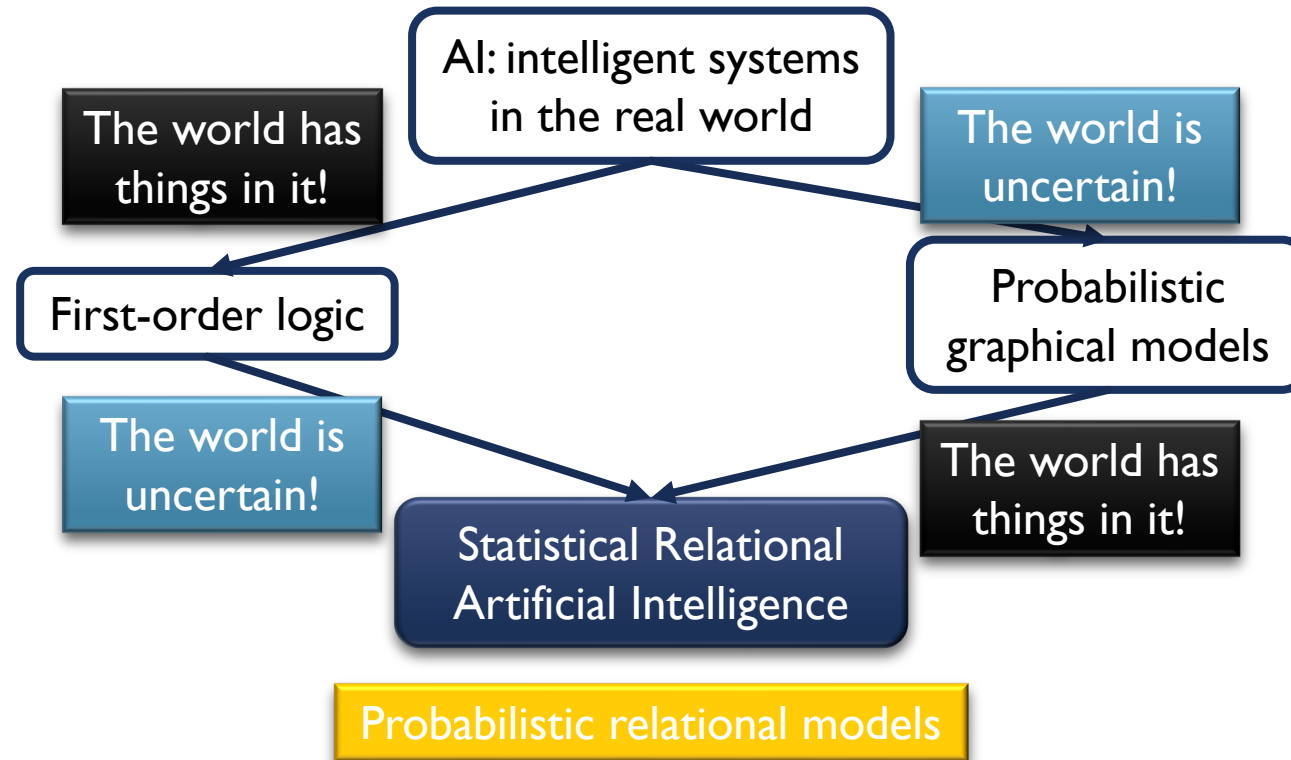 AI: intelligent systems
in the real world
The world has
things in it!
The world is
uncertain!
First-order logic
Probabilistic
graphical models
The world is
uncertain!
The world has
things in it!
Statistical Relational
Artificial Intelligence
Probabilistic relational models